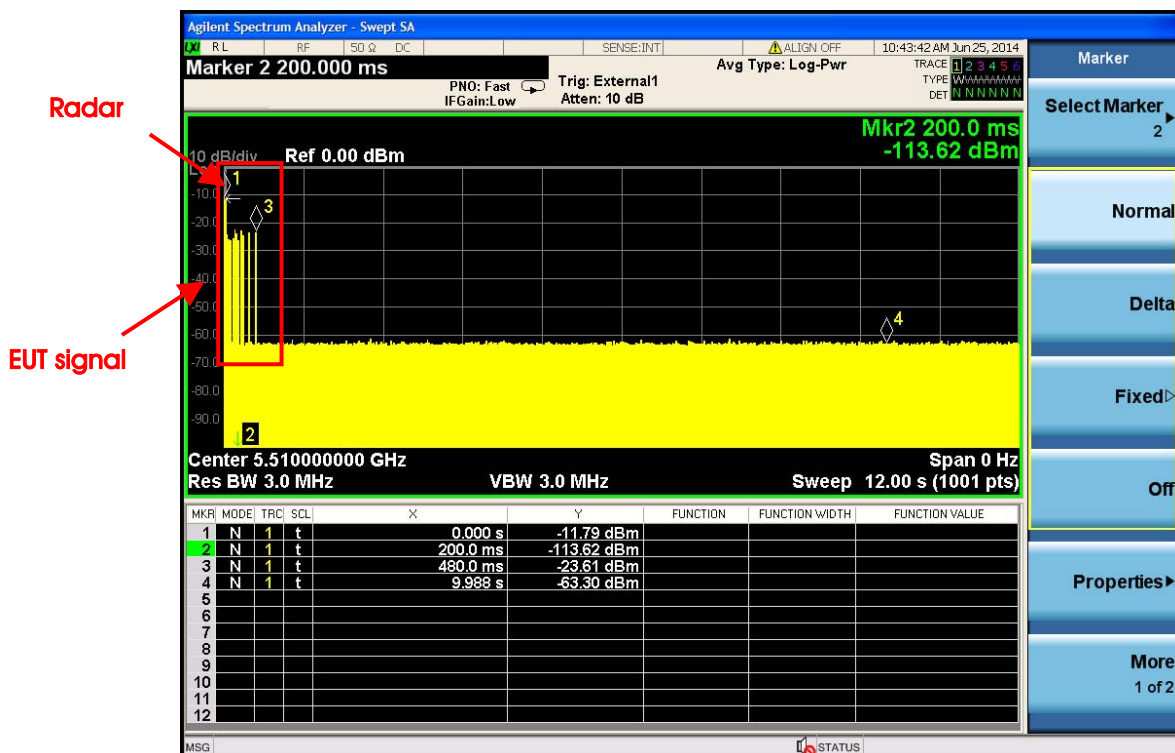 Agilent Spectrum Analyzer - Swept SA
LXI RL RF 50 Ω DC SENSE:INT ALIGN OFF 10:43:42 AM Jun 25, 2014
Marker 2 200.000 ms
PNO: Fast
IFGain:Low
Trig: External1
Atten: 10 dB
Avg Type: Log-Pwr
TRACE 1 2 3 4 5 6
TYPE WWWWWW
DET N N N N N N
Marker
Select Marker
2
Normal
Delta
Fixed
Off
Properties
More
1 of 2
Radar
EUT signal
Mkr2 200.0 ms
-113.62 dBm
10 dB/div Ref 0.00 dBm
-10.0
-20.0
-30.0
-40.0
-50.0
-60.0
-70.0
-80.0
-90.0
1
3
4
2
Center 5.510000000 GHz Span 0 Hz
Res BW 3.0 MHz VBW 3.0 MHz Sweep 12.00 s (1001 pts)
MKR MODE TRC SCL X Y FUNCTION FUNCTION WIDTH FUNCTION VALUE
1 N 1 t 0.000 s -11.79 dBm
2 N 1 t 200.0 ms -113.62 dBm
3 N 1 t 480.0 ms -23.61 dBm
4 N 1 t 9.988 s -63.30 dBm
5
6
7
8
9
10
11
12
MSG STATUS